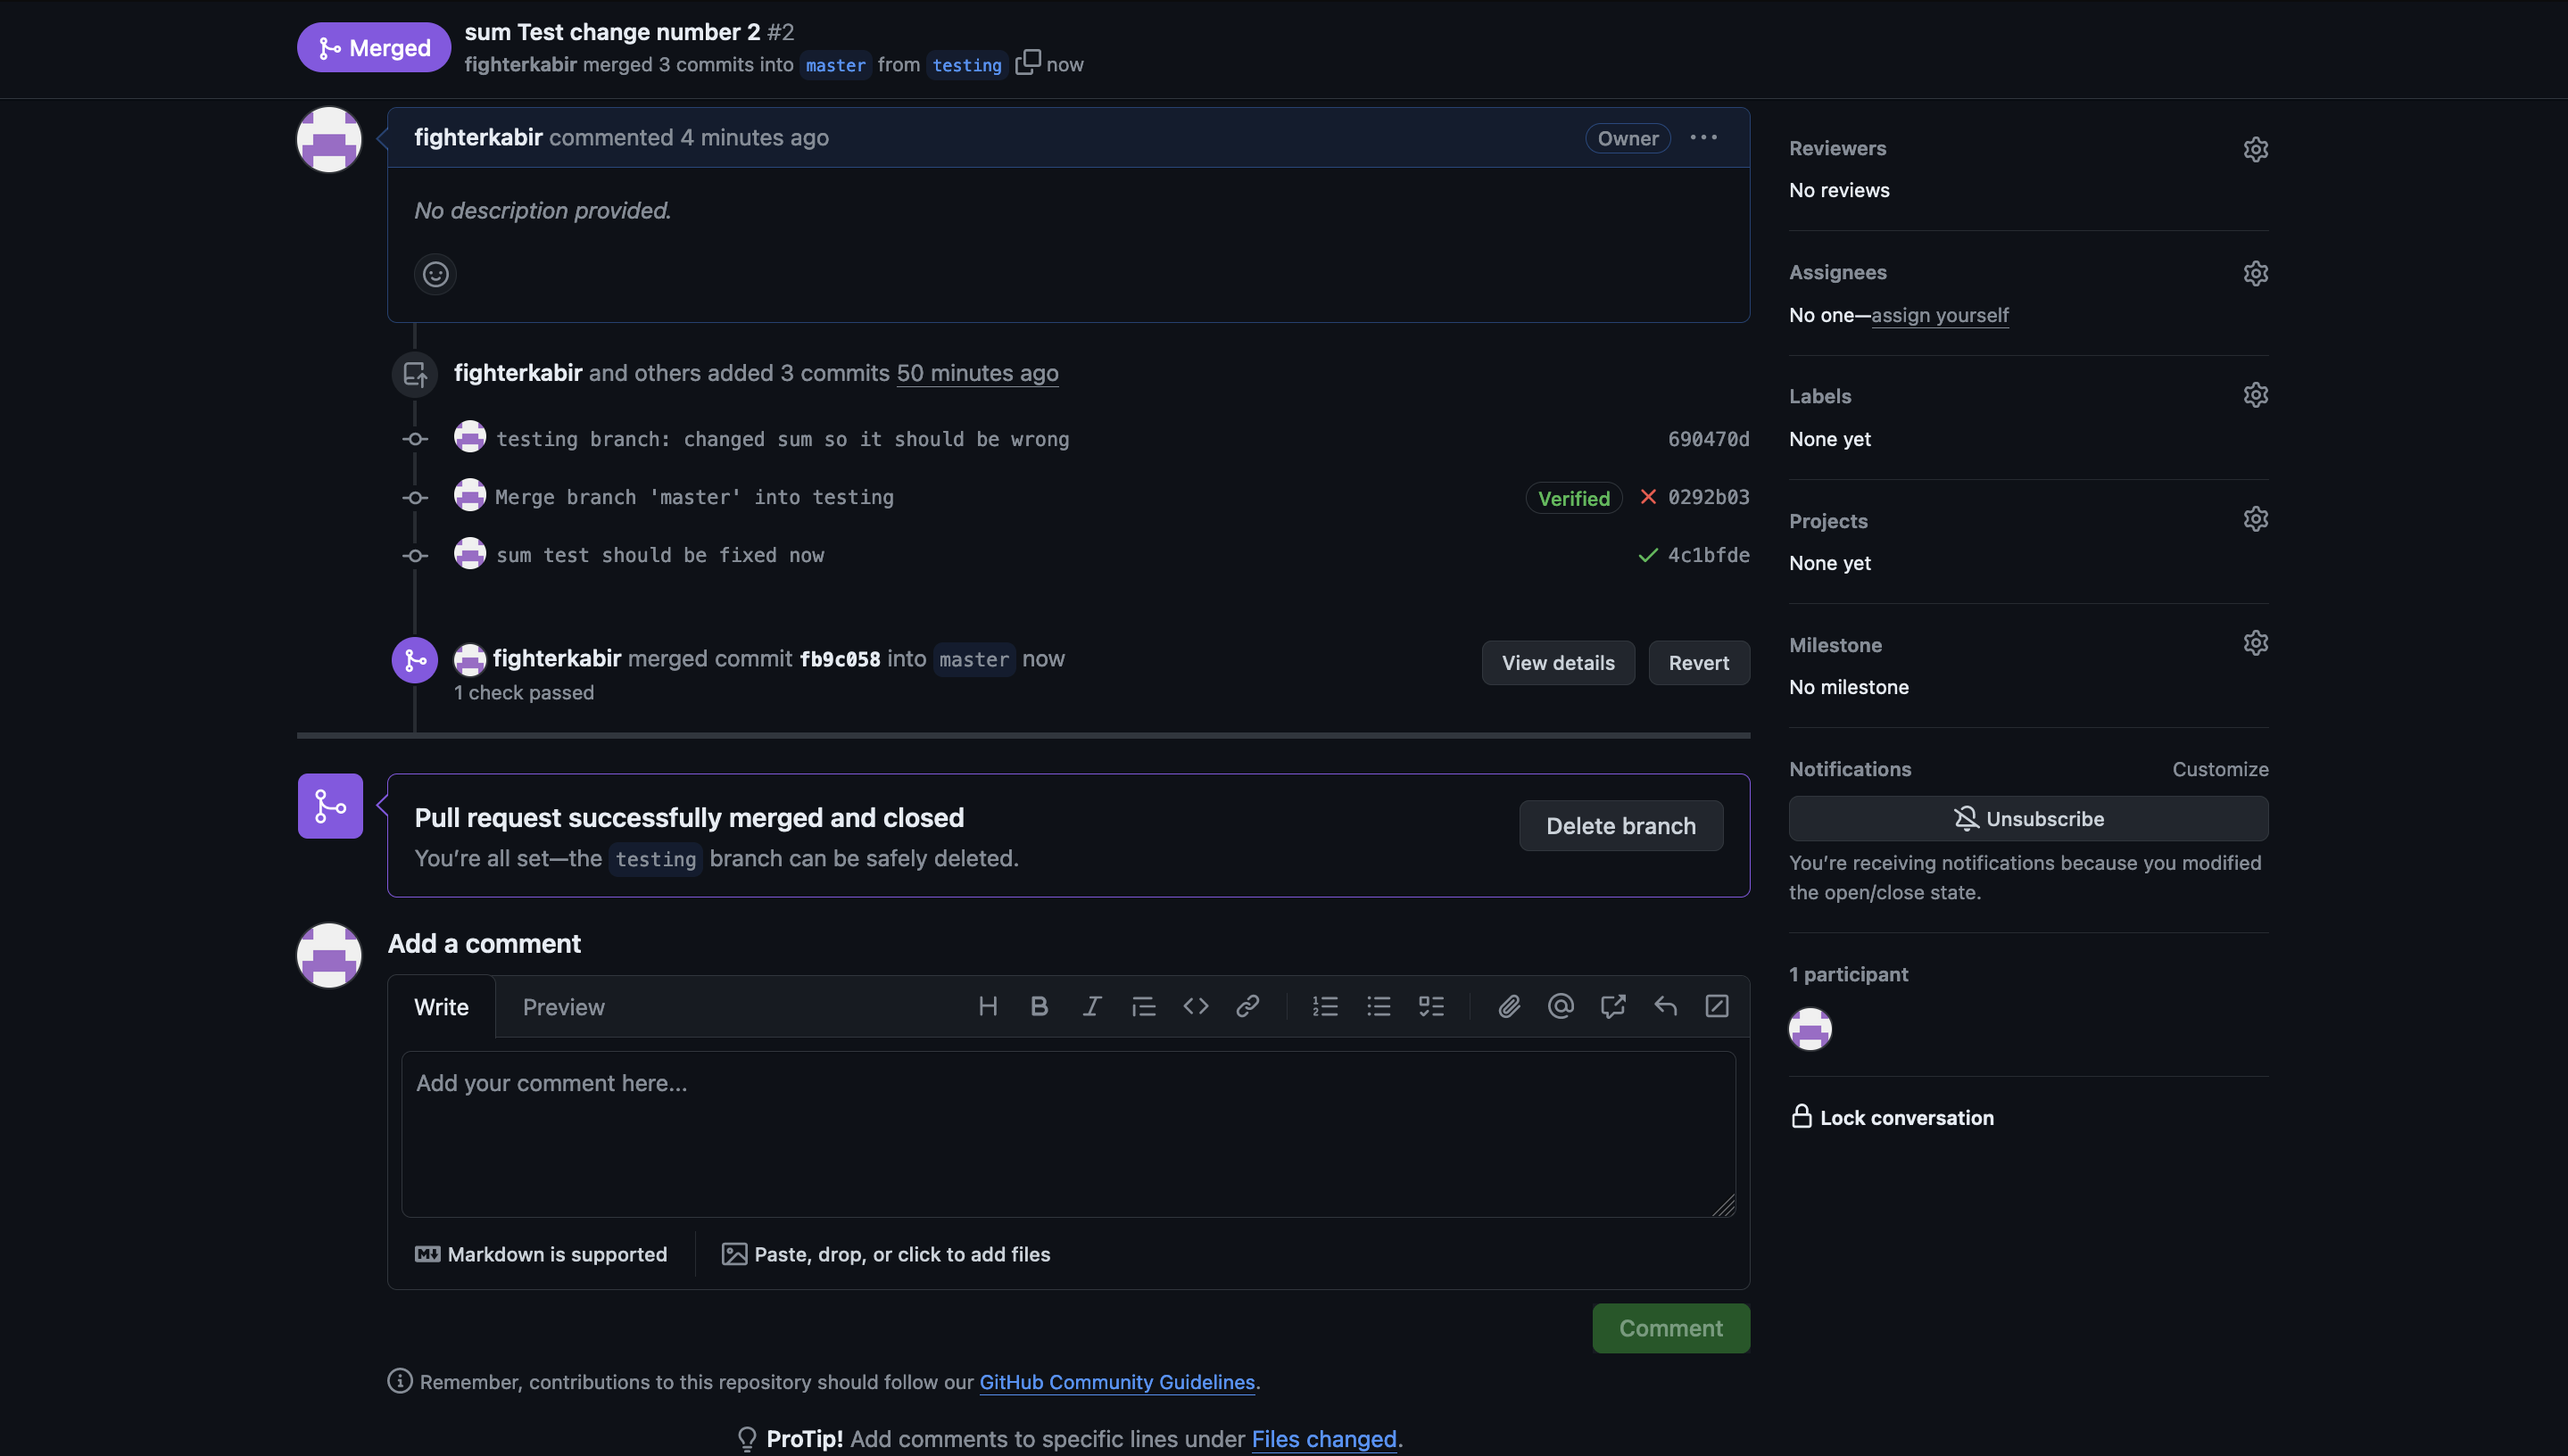 Merged
sum Test change number 2 #2
fighterkabir merged 3 commits into master from testing now
fighterkabir commented 4 minutes ago
Owner
No description provided.
fighterkabir and others added 3 commits 50 minutes ago
testing branch: changed sum so it should be wrong 690470d
Merge branch 'master' into testing Verified 0292b03
sum test should be fixed now 4c1bfde
fighterkabir merged commit fb9c058 into master now
1 check passed
View details
Revert
Pull request successfully merged and closed
You're all set—the testing branch can be safely deleted.
Delete branch
Add a comment
Write
Preview
Add your comment here...
Markdown is supported
Paste, drop, or click to add files
Comment
Remember, contributions to this repository should follow our GitHub Community Guidelines.
ProTip! Add comments to specific lines under Files changed.
Reviewers
No reviews
Assignees
No one—assign yourself
Labels
None yet
Projects
None yet
Milestone
No milestone
Notifications
Customize
Unsubscribe
You're receiving notifications because you modified
the open/close state.
1 participant
Lock conversation